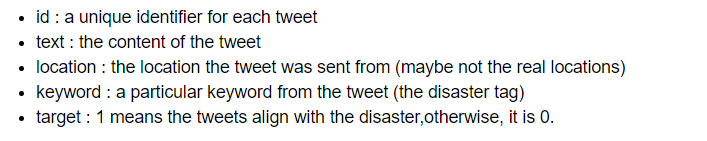 • id : a unique identifier for each tweet
• text : the content of the tweet
• location : the location the tweet was sent from (maybe not the real locations)
• keyword : a particular keyword from the tweet (the disaster tag)
• target : 1 means the tweets align with the disaster,otherwise, it is 0.